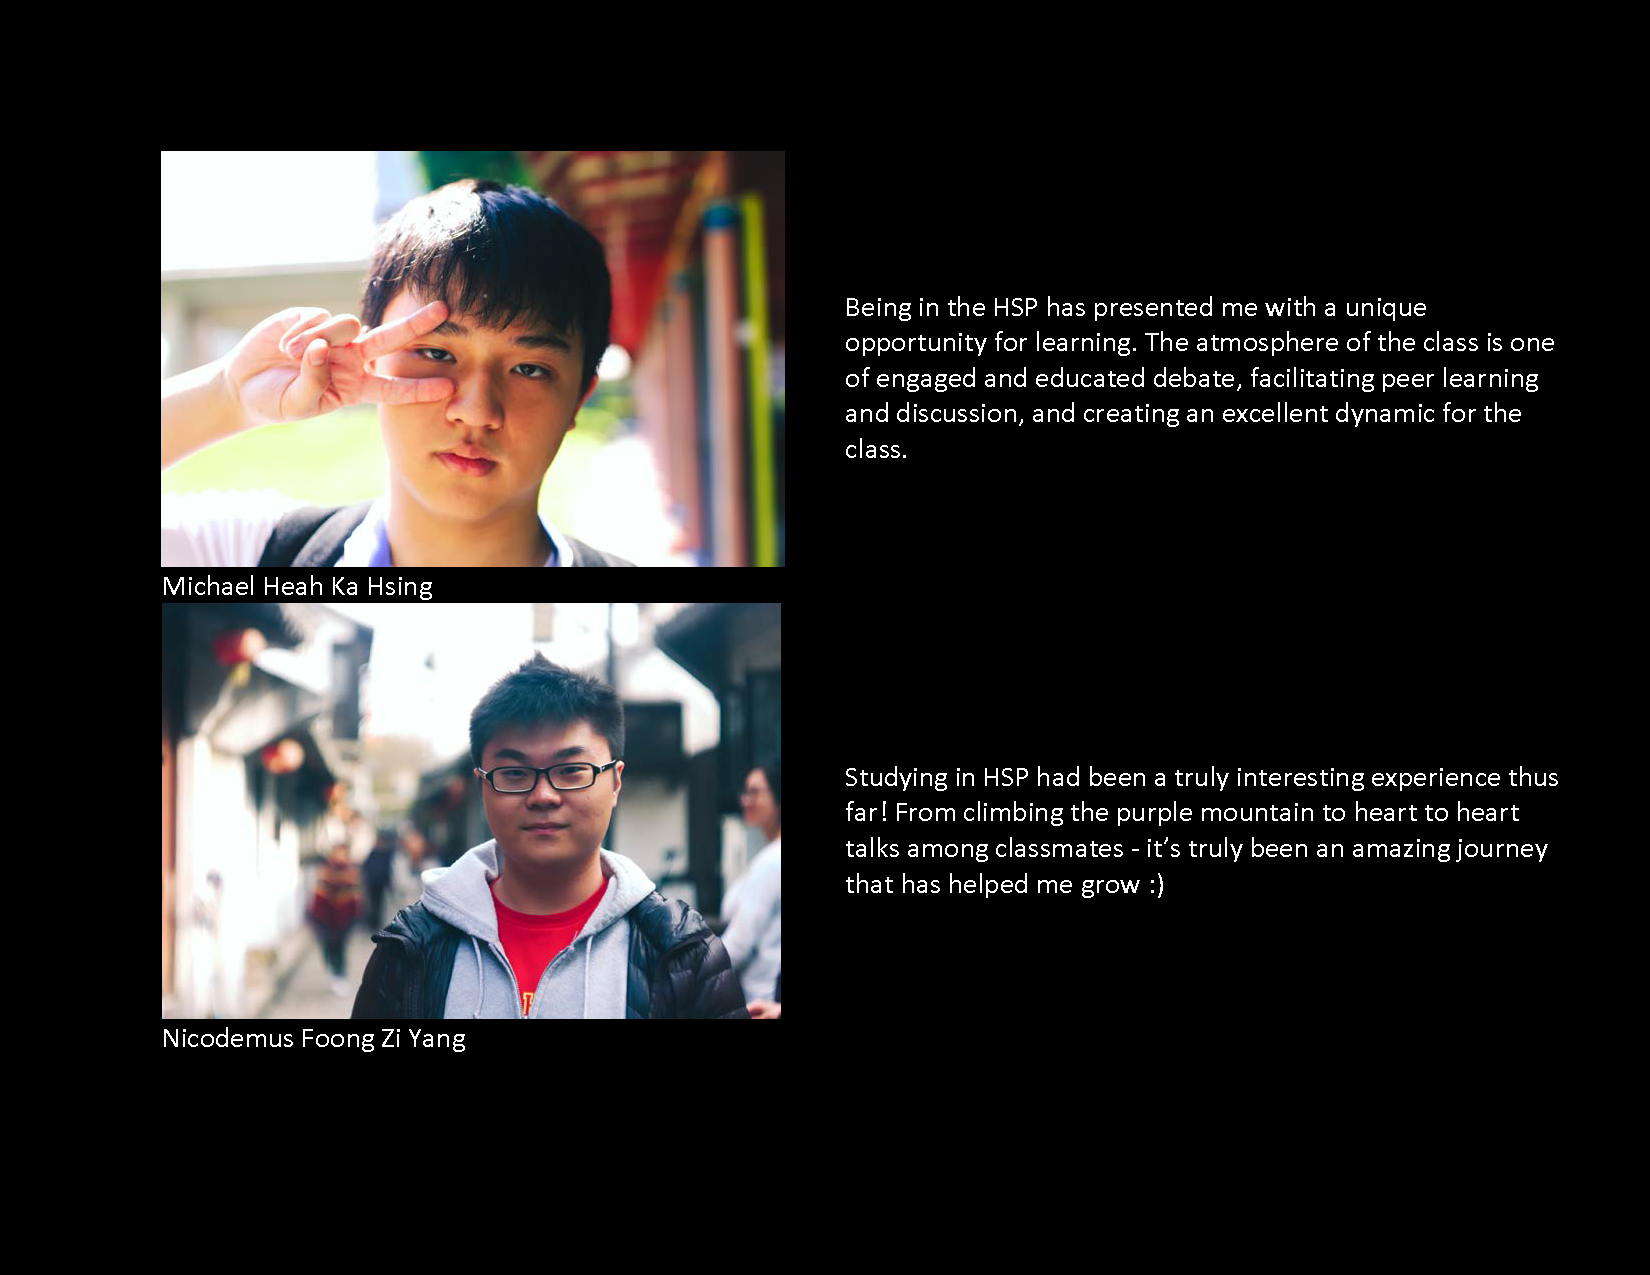 Being in the HSP has presented me with a unique
opportunity for learning. The atmosphere of the class is one
of engaged and educated debate, facilitating peer learning
and discussion, and creating an excellent dynamic for the
class.
Michael Heah Ka Hsing
Studying in HSP had been a truly interesting experience thus
far! From climbing the purple mountain to heart to heart
talks among classmates - it’s truly been an amazing journey
that has helped me grow :)
Nicodemus Foong Zi Yang